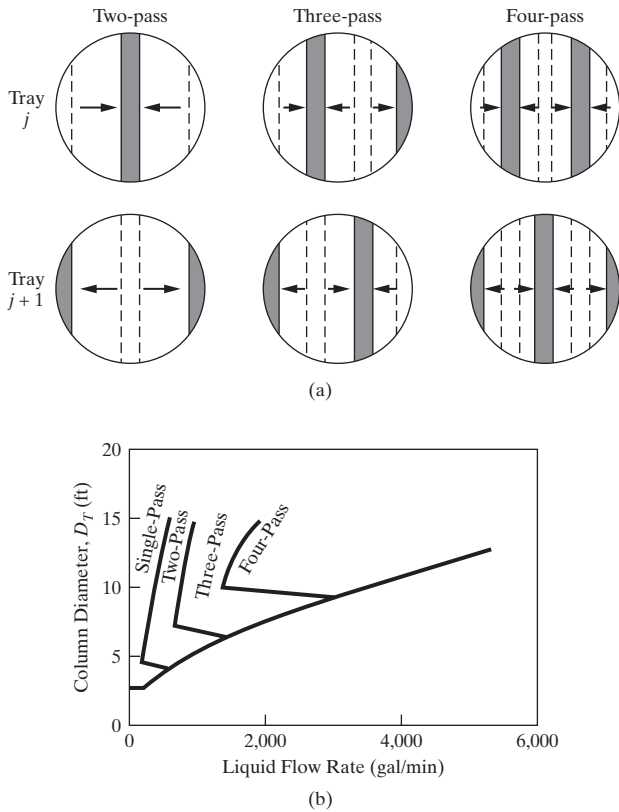 Two-pass Three-pass Four-pass
Tray
j
Tray
j + 1
(a)
20
15
10
5
0
Column Diameter, D_T (ft)
Single-Pass
Two-Pass
Three-Pass
Four-Pass
0 2,000 4,000 6,000
Liquid Flow Rate (gal/min)
(b)